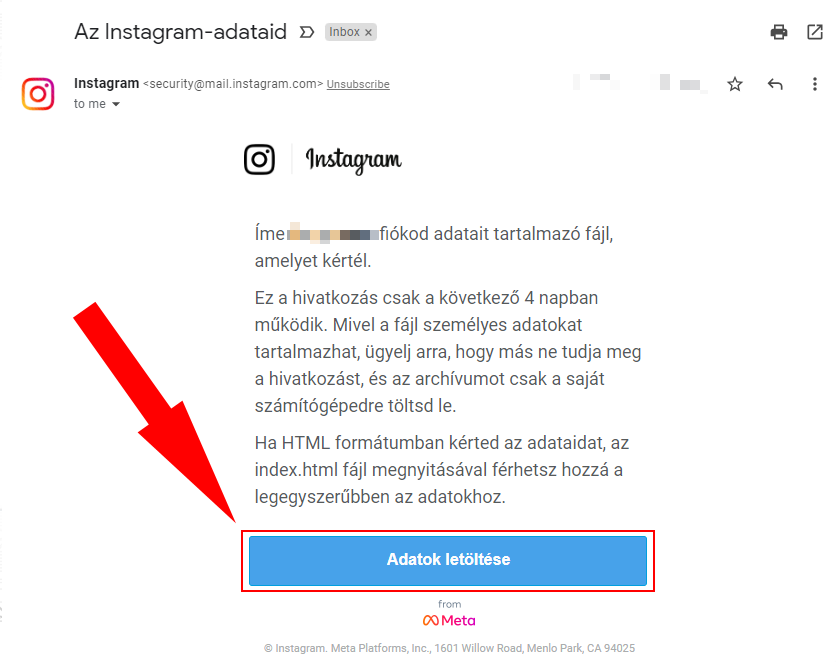 Az Instagram-adataid Inbox ×
Instagram <security@mail.instagram.com> Unsubscribe
to me
Instagram
Íme fiókod adatait tartalmazó fájl,
amelyet kértél.
Ez a hivatkozás csak a következő 4 napban
működik. Mivel a fájl személyes adatokat
tartalmazhat, ügyelj arra, hogy más ne tudja meg
a hivatkozást, és az archívumot csak a saját
számítógépedre töltsd le.
Ha HTML formátumban kérted az adataidat, az
index.html fájl megnyitásával férhetsz hozzá a
legegyszerűbben az adatokhoz.
Adatok letöltése
from
Meta
© Instagram. Meta Platforms, Inc., 1601 Willow Road, Menlo Park, CA 94025